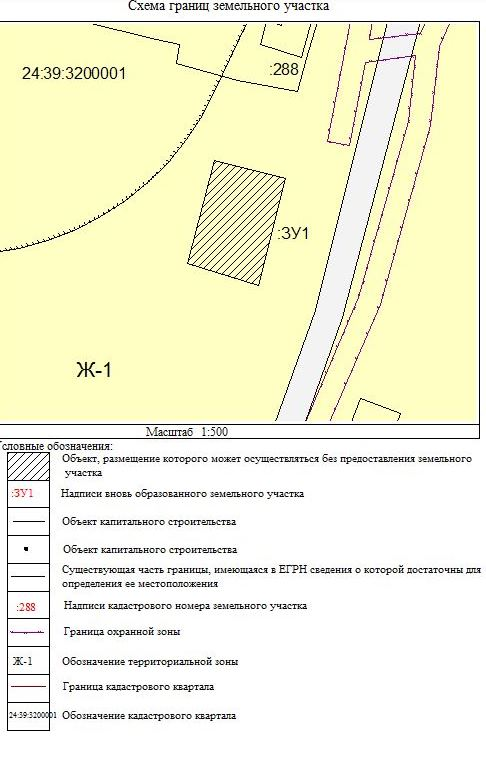 Схема границ земельного участка
24:39:3200001
:288
:ЗУ1
Ж-1
Масштаб 1:500
Условные обозначения:
Объект, размещение которого может осуществляться без предоставления земельного
участка
:ЗУ1 Надписи вновь образованного земельного участка
Объект капитального строительства
Объект капитального строительства
Существующая часть границы, имеющаяся в ЕГРН сведения о которой достаточны для
определения ее местоположения
:288 Надписи кадастрового номера земельного участка
Граница охранной зоны
Ж-1 Обозначение территориальной зоны
Граница кадастрового квартала
24:39:3200001 Обозначение кадастрового квартала